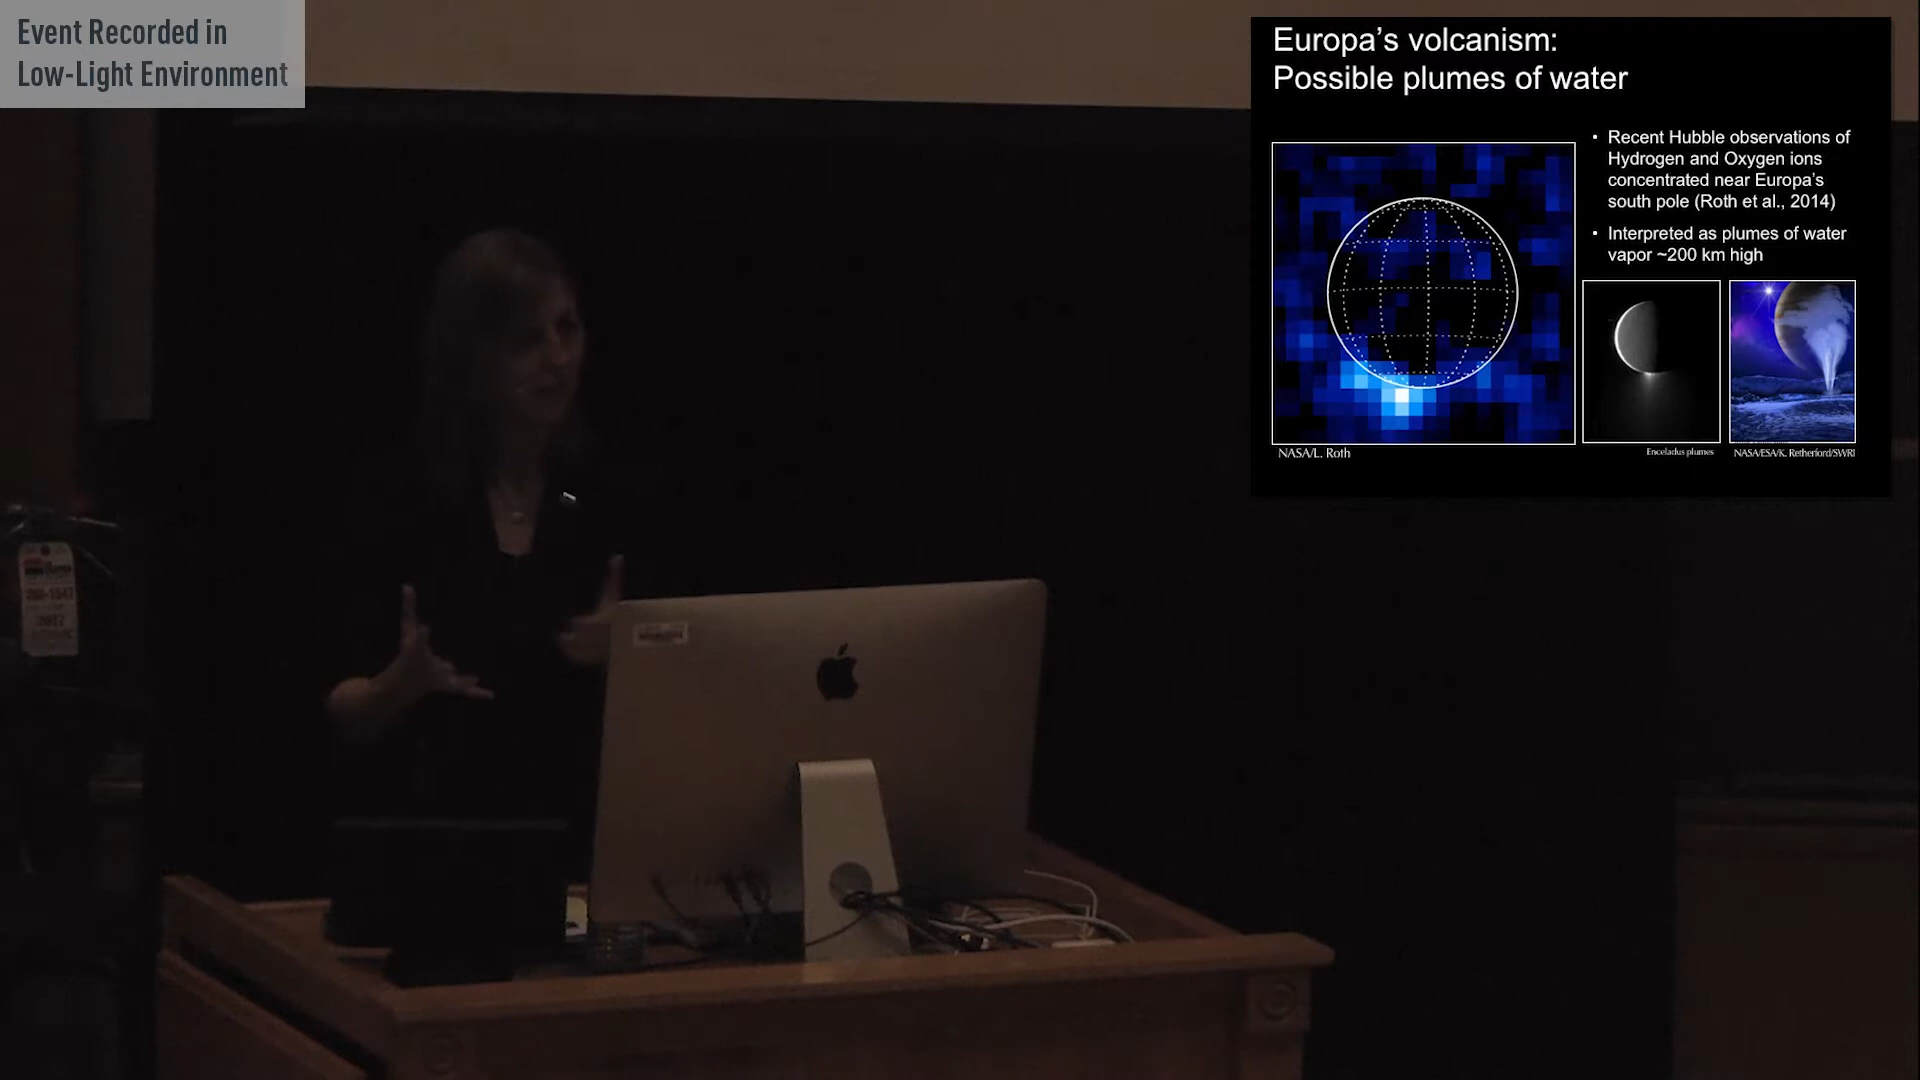 Event Recorded in
Low-Light Environment
Europa's volcanism:
Possible plumes of water
• Recent Hubble observations of
Hydrogen and Oxygen ions
concentrated near Europa's
south pole (Roth et al., 2014)
• Interpreted as plumes of water
vapor ~200 km high
NASA/L. Roth
Enceladus plumes
NASA/ESA/K. Retherford/SWRI